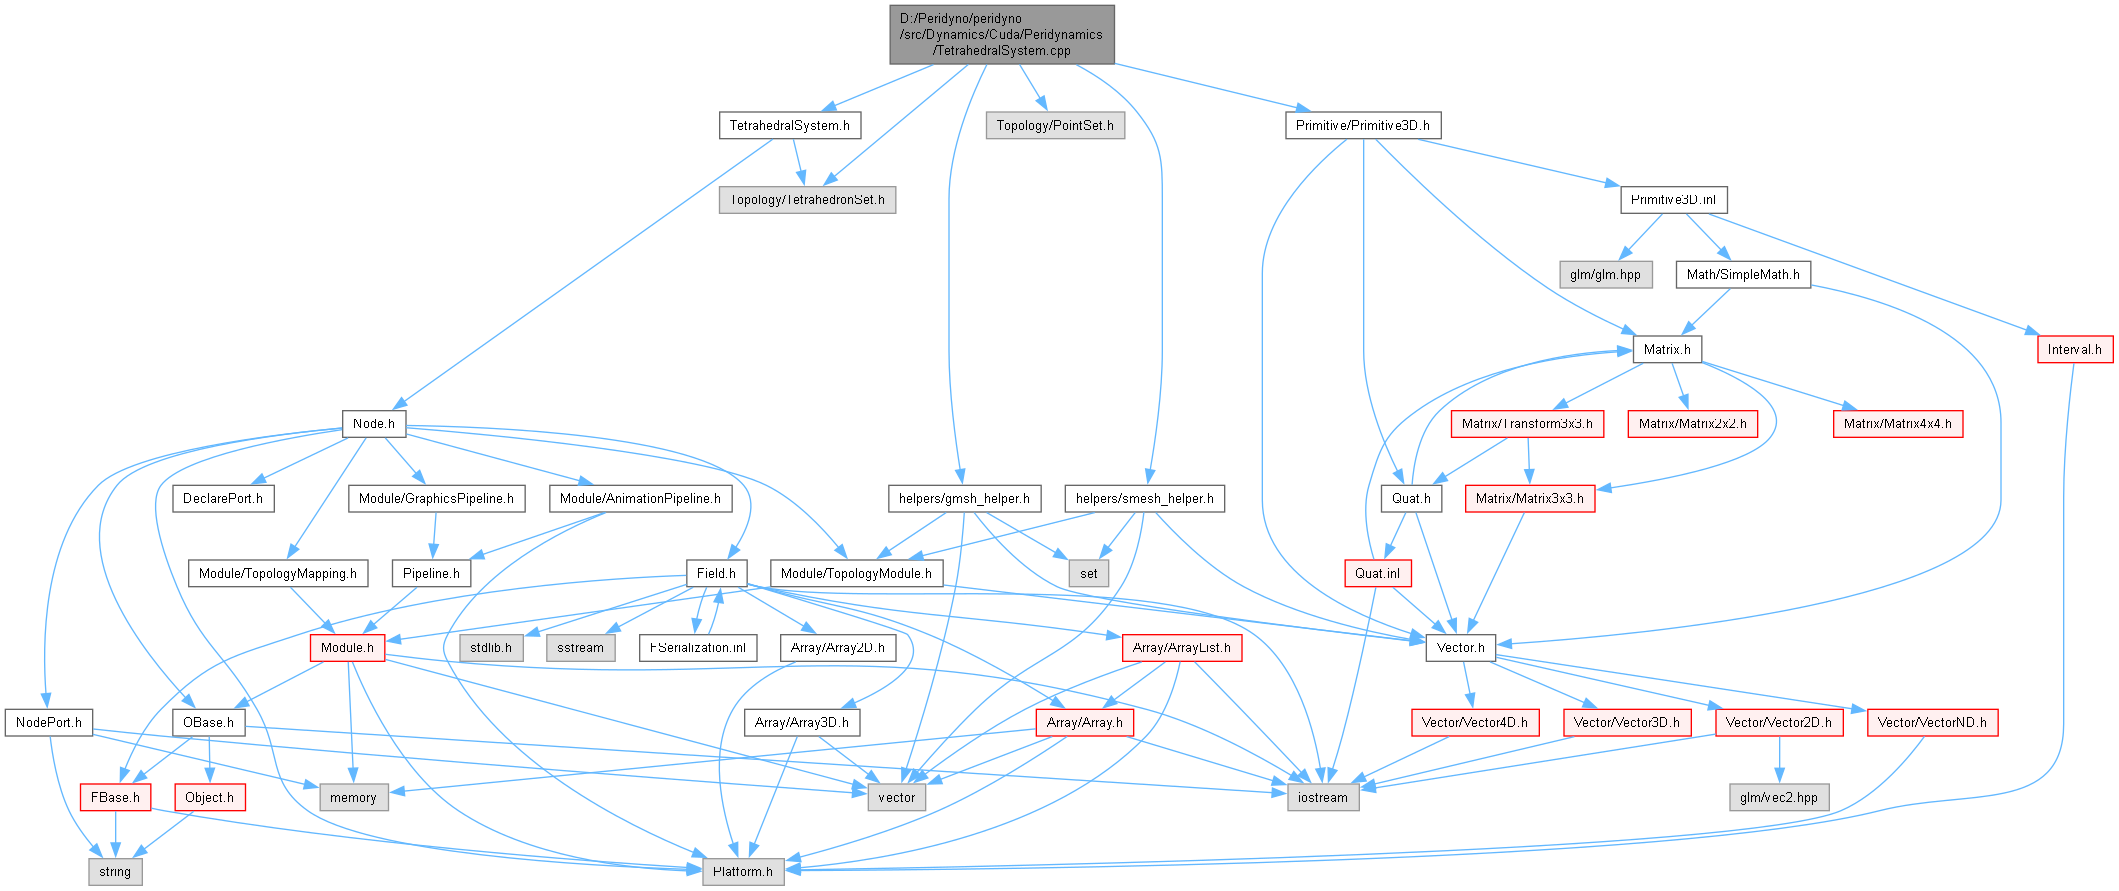 D:/Peridyno/peridyno
/src/Dynamics/Cuda/Peridynamics
/TetrahedralSystem.cpp
TetrahedralSystem.h
Topology/PointSet.h
Primitive/Primitive3D.h
Topology/TetrahedronSet.h
Primitive3D.inl
glm/glm.hpp
Math/SimpleMath.h
Matrix.h
Interval.h
Node.h
Matrix/Transform3x3.h
Matrix/Matrix2x2.h
Matrix/Matrix4x4.h
DeclarePort.h
Module/GraphicsPipeline.h
Module/AnimationPipeline.h
helpers/gmsh_helper.h
helpers/smesh_helper.h
Quat.h
Matrix/Matrix3x3.h
Module/TopologyMapping.h
Pipeline.h
Field.h
Module/TopologyModule.h
set
Quat.inl
Module.h
stdlib.h
sstream
FSerialization.inl
Array/Array2D.h
Array/ArrayList.h
Vector.h
NodePort.h
OBase.h
Array/Array3D.h
Array/Array.h
Vector/Vector4D.h
Vector/Vector3D.h
Vector/Vector2D.h
Vector/VectorND.h
FBase.h
Object.h
memory
vector
iostream
glm/vec2.hpp
string
Platform.h